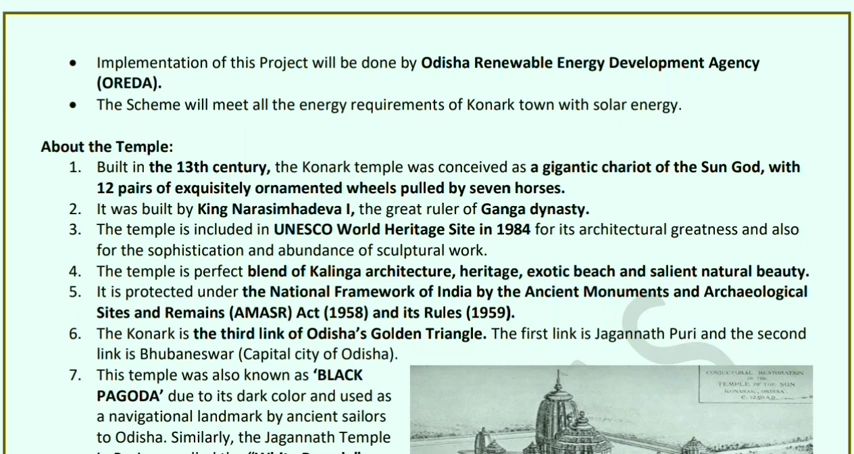 • Implementation of this Project will be done by Odisha Renewable Energy Development Agency
(OREDA).
• The Scheme will meet all the energy requirements of Konark town with solar energy.
About the Temple:
1. Built in the 13th century, the Konark temple was conceived as a gigantic chariot of the Sun God, with
12 pairs of exquisitely ornamented wheels pulled by seven horses.
2. It was built by King Narasimhadeva I, the great ruler of Ganga dynasty.
3. The temple is included in UNESCO World Heritage Site in 1984 for its architectural greatness and also
for the sophistication and abundance of sculptural work.
4. The temple is perfect blend of Kalinga architecture, heritage, exotic beach and salient natural beauty.
5. It is protected under the National Framework of India by the Ancient Monuments and Archaeological
Sites and Remains (AMASR) Act (1958) and its Rules (1959).
6. The Konark is the third link of Odisha's Golden Triangle. The first link is Jagannath Puri and the second
link is Bhubaneswar (Capital city of Odisha).
7. This temple was also known as 'BLACK
PAGODA' due to its dark color and used as
a navigational landmark by ancient sailors
to Odisha. Similarly, the Jagannath Temple
TEMPLE OF THE SUN